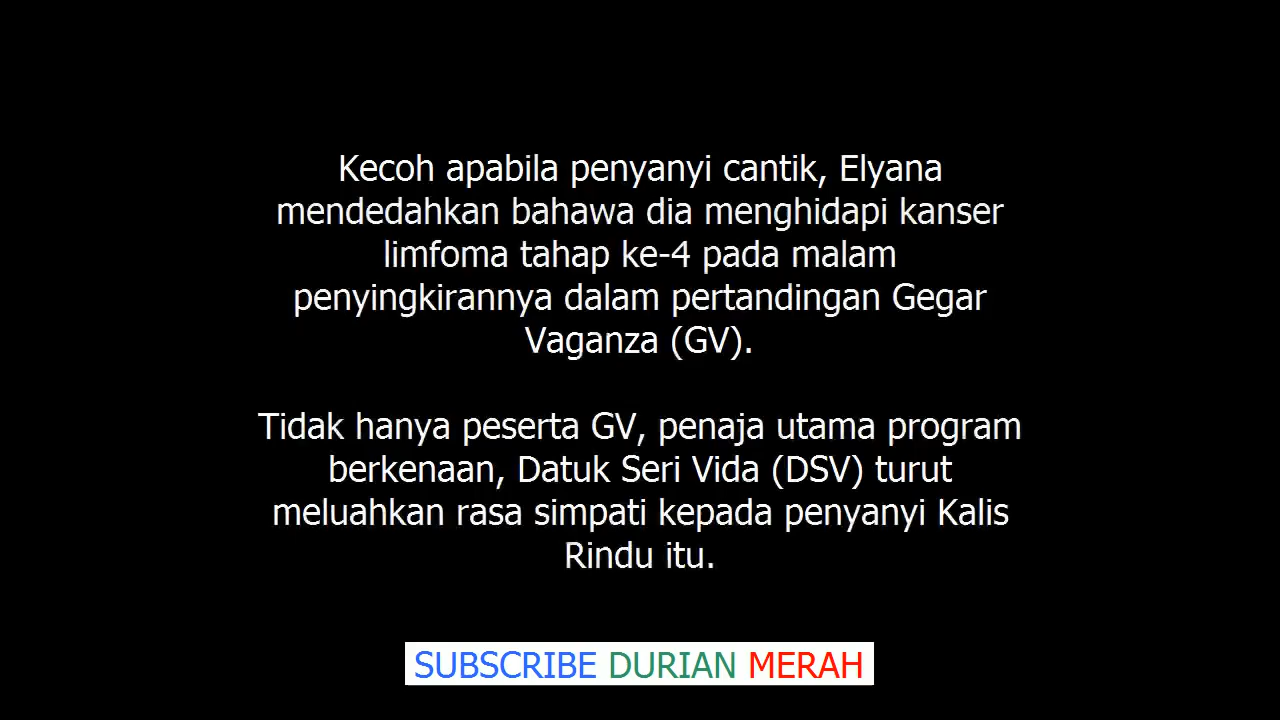 Kecoh apabila penyanyi cantik, Elyana
mendedahkan bahawa dia menghidapi kanser
limfoma tahap ke-4 pada malam
penyingkirannya dalam pertandingan Gegar
Vaganza (GV).
Tidak hanya peserta GV, penaja utama program
berkenaan, Datuk Seri Vida (DSV) turut
meluahkan rasa simpati kepada penyanyi Kalis
Rindu itu.
SUBSCRIBE DURIAN MERAH